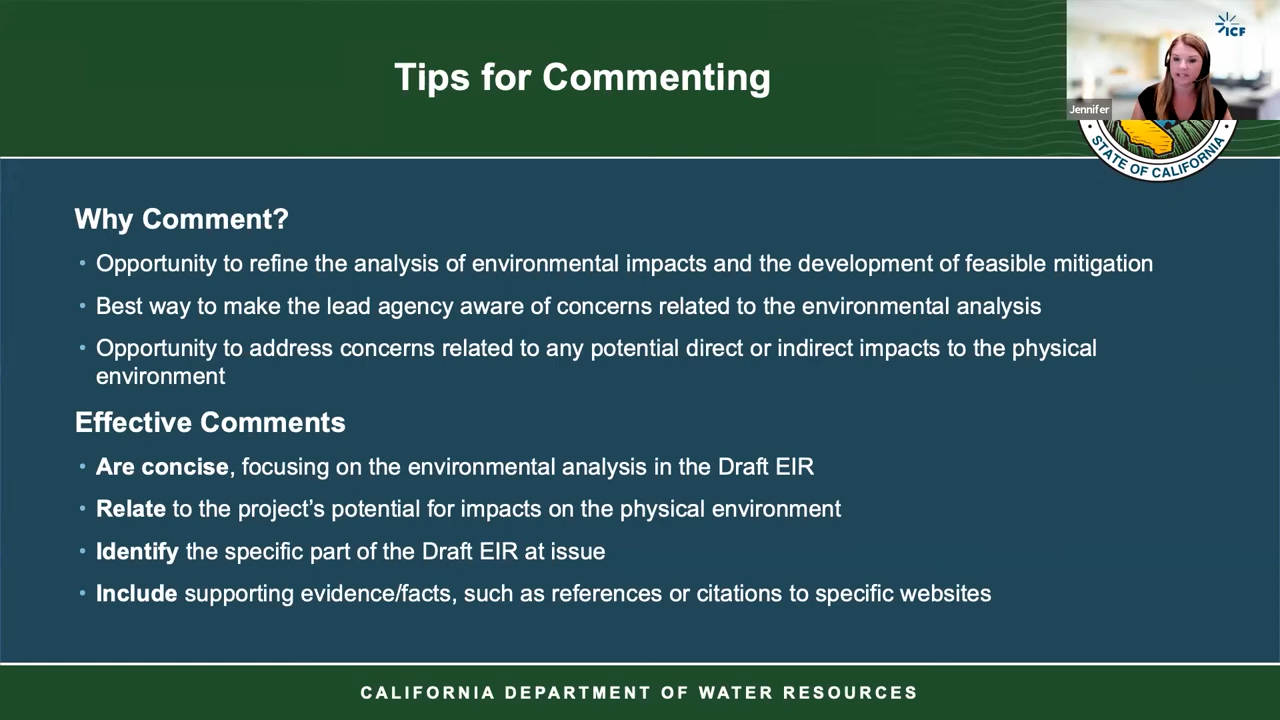 Tips for Commenting
ICF
Jennifer
STATE OF CALIFORNIA
Why Comment?
• Opportunity to refine the analysis of environmental impacts and the development of feasible mitigation
• Best way to make the lead agency aware of concerns related to the environmental analysis
• Opportunity to address concerns related to any potential direct or indirect impacts to the physical
environment
Effective Comments
• Are concise, focusing on the environmental analysis in the Draft EIR
• Relate to the project’s potential for impacts on the physical environment
• Identify the specific part of the Draft EIR at issue
• Include supporting evidence/facts, such as references or citations to specific websites
CALIFORNIA DEPARTMENT OF WATER RESOURCES